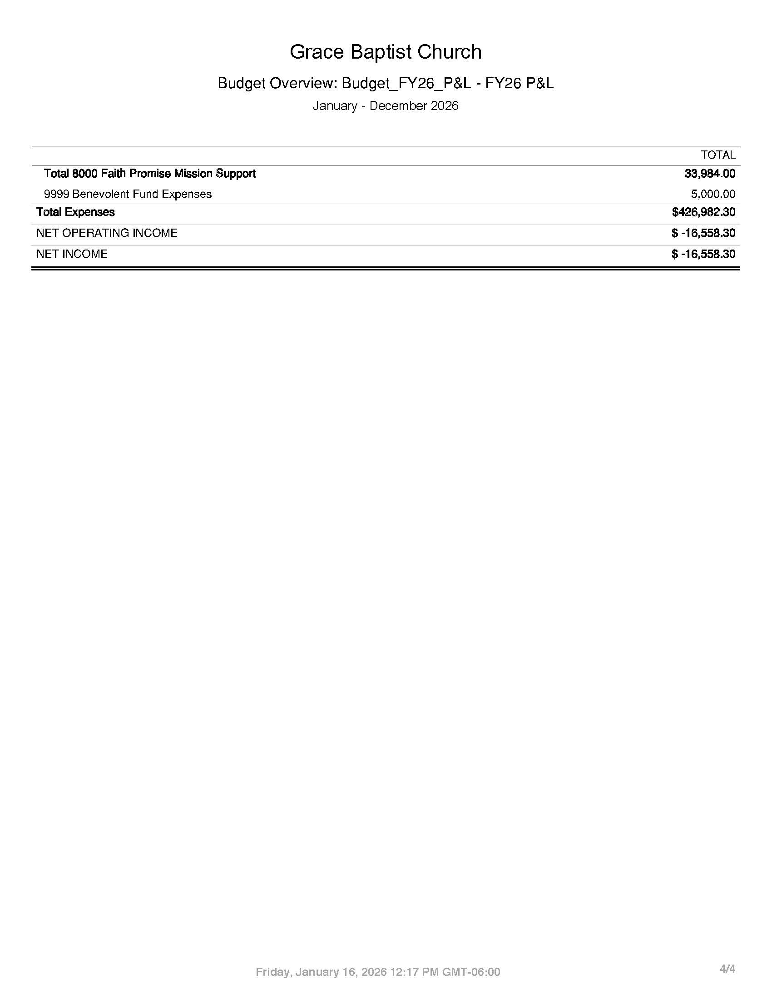 Grace Baptist Church
Budget Overview: Budget_FY26_P&L - FY26 P&L
January - December 2026
TOTAL
Total 8000 Faith Promise Mission Support 33,984.00
9999 Benevolent Fund Expenses 5,000.00
Total Expenses $426,982.30
NET OPERATING INCOME $ -16,558.30
NET INCOME $ -16,558.30
Friday, January 16, 2026 12:17 PM GMT-06:00 4/4